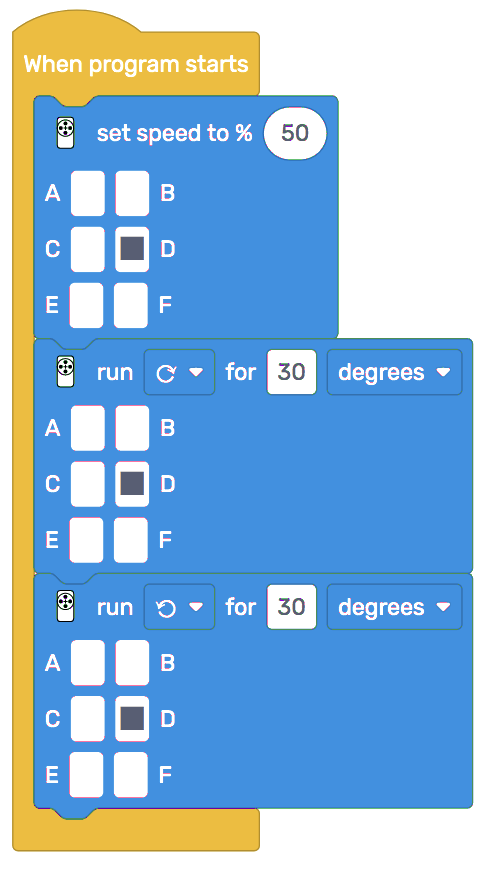 When program starts
set speed to % 50
A B
C D
E F
run for 30 degrees
A B
C D
E F
run for 30 degrees
A B
C D
E F